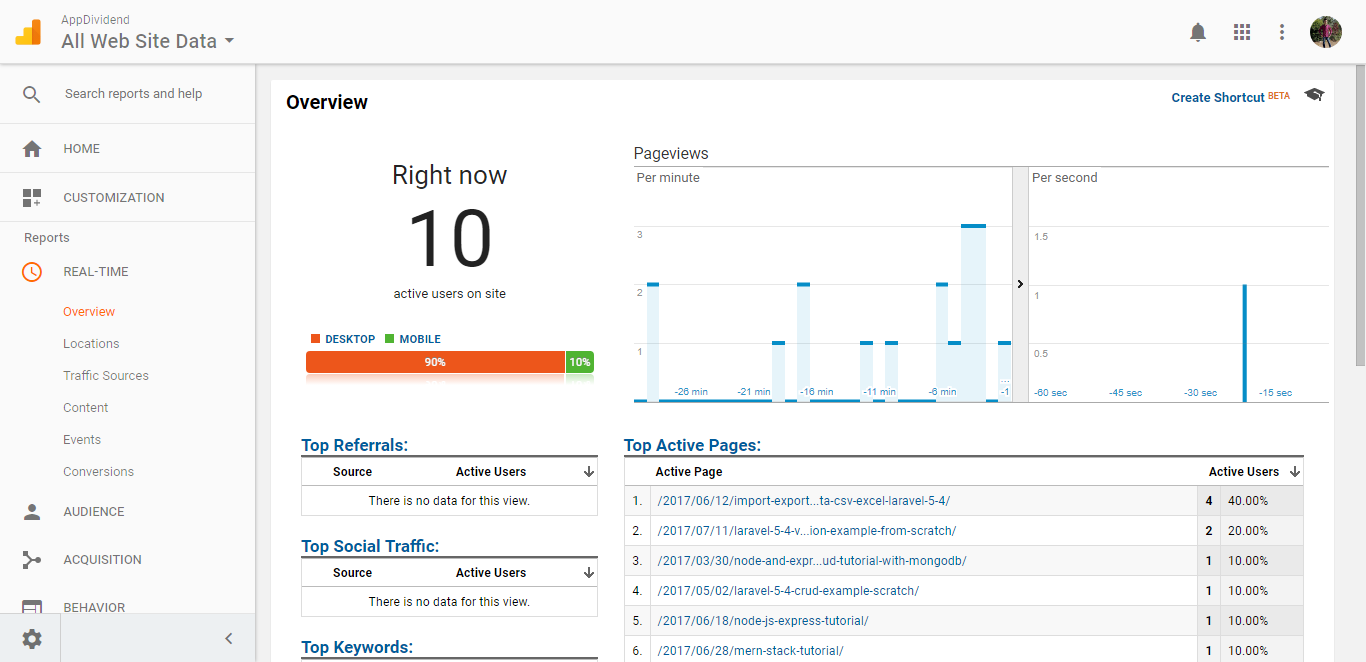 AppDividend
All Web Site Data
Search reports and help
HOME
CUSTOMIZATION
Reports
REAL-TIME
Overview
Locations
Traffic Sources
Content
Events
Conversions
AUDIENCE
ACQUISITION
BEHAVIOR
Overview
Create Shortcut BETA
Right now
10
active users on site
DESKTOP MOBILE
90% 10%
Pageviews
Per minute
3
2
1
-26 min -21 min -16 min -11 min -6 min -1
...
Per second
1.5
1
0.5
-60 sec -45 sec -30 sec -15 sec
Top Referrals:
Source Active Users
There is no data for this view.
Top Social Traffic:
Source Active Users
There is no data for this view.
Top Keywords:
Top Active Pages:
Active Page Active Users
1. /2017/06/12/import-export...ta-csv-excel-laravel-5-4/ 4 40.00%
2. /2017/07/11/laravel-5-4-v...ion-example-from-scratch/ 2 20.00%
3. /2017/03/30/node-and-expr...ud-tutorial-with-mongodb/ 1 10.00%
4. /2017/05/02/laravel-5-4-crud-example-scratch/ 1 10.00%
5. /2017/06/18/node-js-express-tutorial/ 1 10.00%
6. /2017/06/28/mern-stack-tutorial/ 1 10.00%